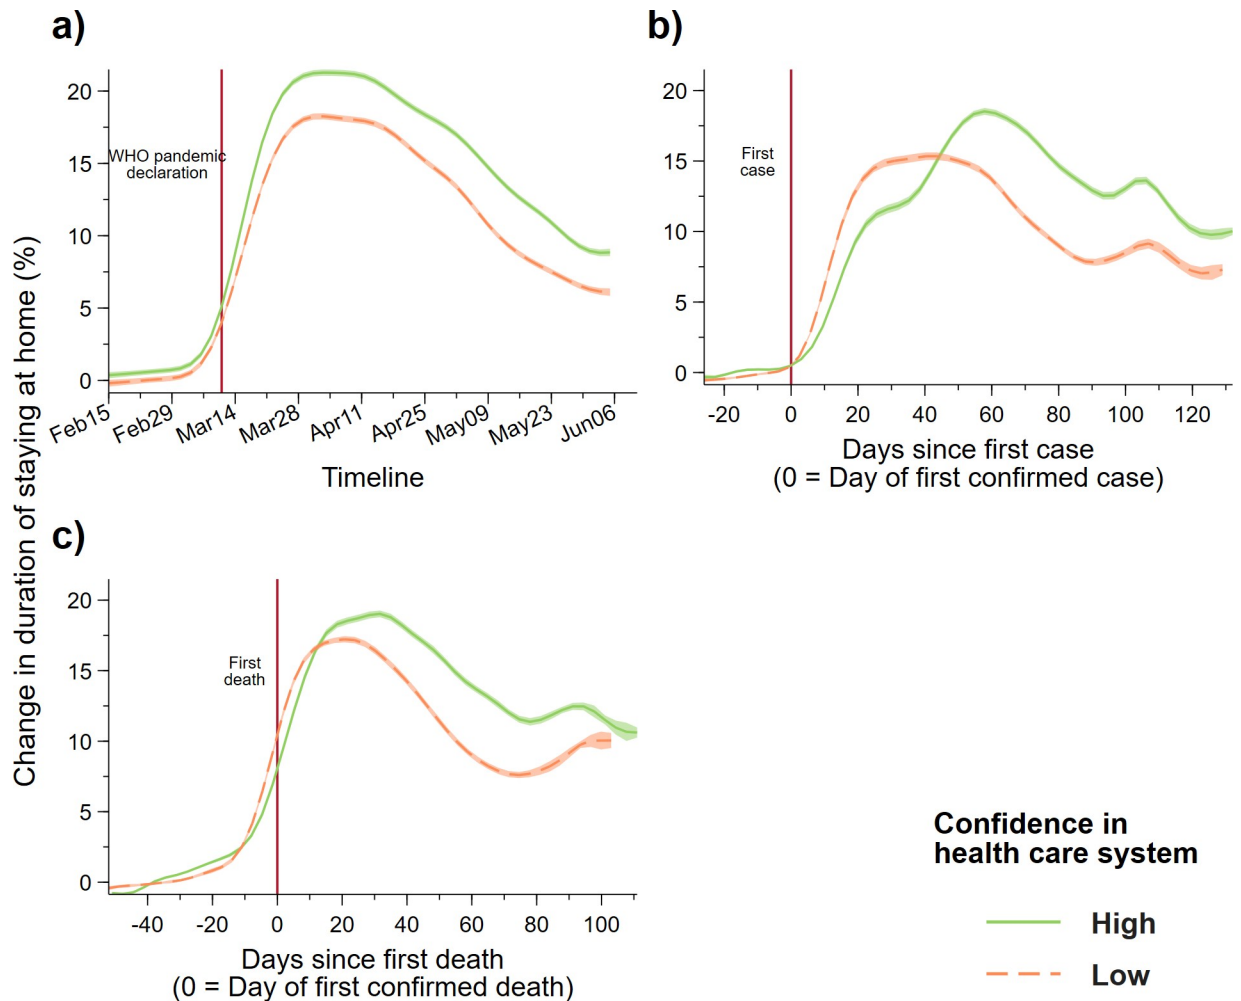 a)
20
15
10
5
0
WHO pandemic
declaration
Feb15
Feb29
Mar14
Mar28
Apr11
Apr25
May09
May23
Jun06
Timeline
b)
20
15
10
5
0
First
case
-20
0
20
40
60
80
100
120
Days since first case
(0 = Day of first confirmed case)
Change in duration of staying at home (%)
c)
20
15
10
5
0
First
death
-40
-20
0
20
40
60
80
100
Days since first death
(0 = Day of first confirmed death)
Confidence in
health care system
High
Low